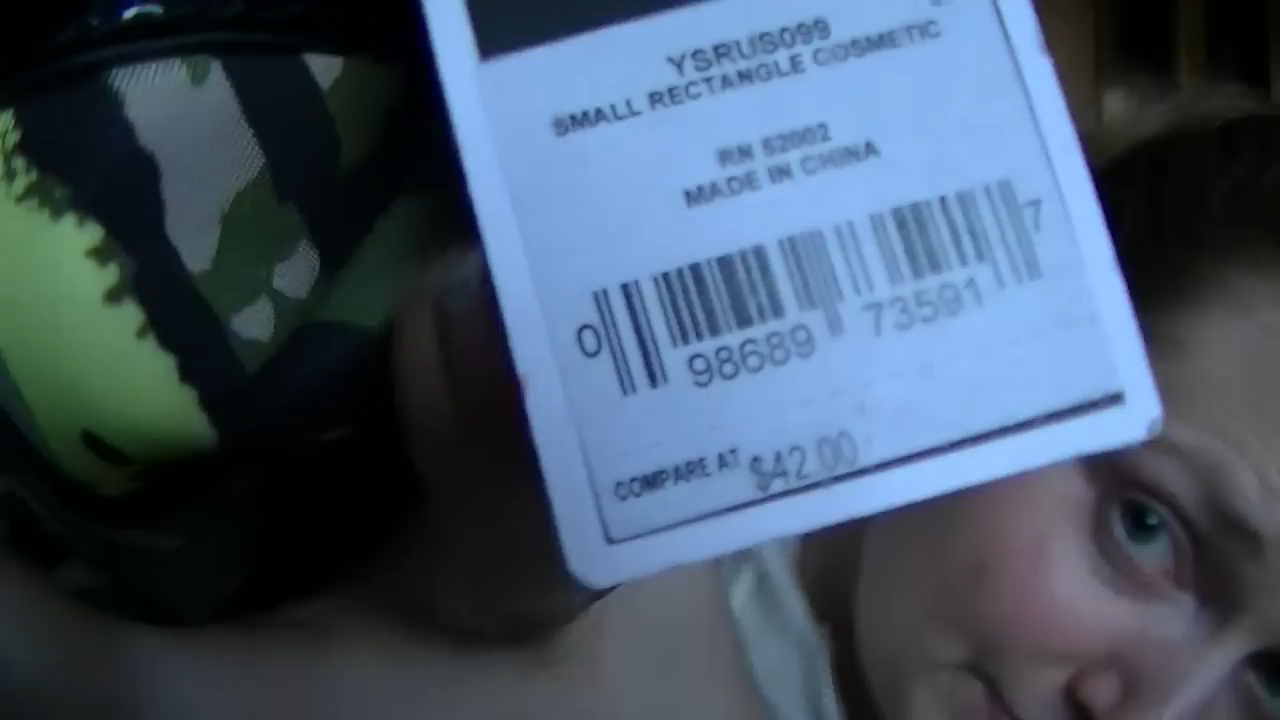 YSRUS099
SMALL RECTANGLE COSMETIC
RN 52002
MADE IN CHINA
0 98689 73591 7
COMPARE AT $42.00